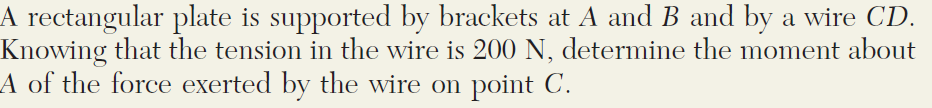 A rectangular plate is supported by brackets at A and B and by a wire CD.
Knowing that the tension in the wire is 200 N, determine the moment about
A of the force exerted by the wire on point C.